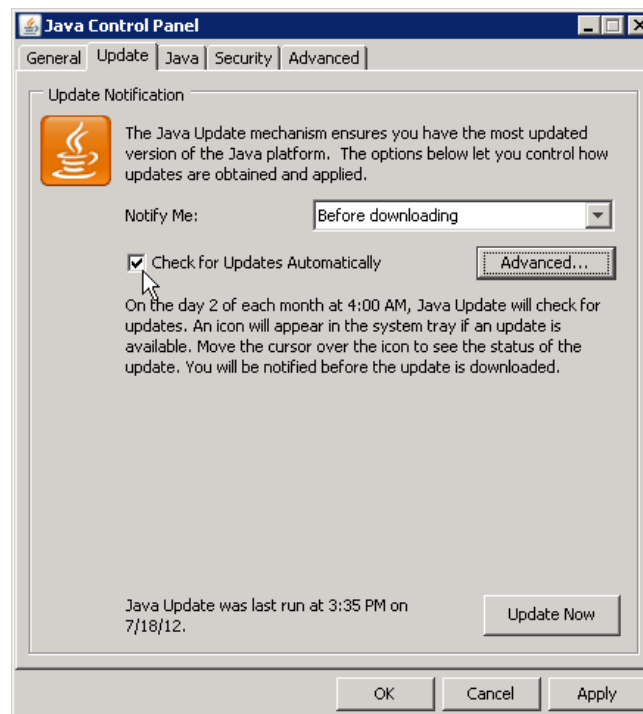 Java Control Panel
General Update Java Security Advanced
Update Notification
The Java Update mechanism ensures you have the most updated
version of the Java platform. The options below let you control how
updates are obtained and applied.
Notify Me: Before downloading
Check for Updates Automatically Advanced...
On the day 2 of each month at 4:00 AM, Java Update will check for
updates. An icon will appear in the system tray if an update is
available. Move the cursor over the icon to see the status of the
update. You will be notified before the update is downloaded.
Java Update was last run at 3:35 PM on
7/18/12.
Update Now
OK Cancel Apply